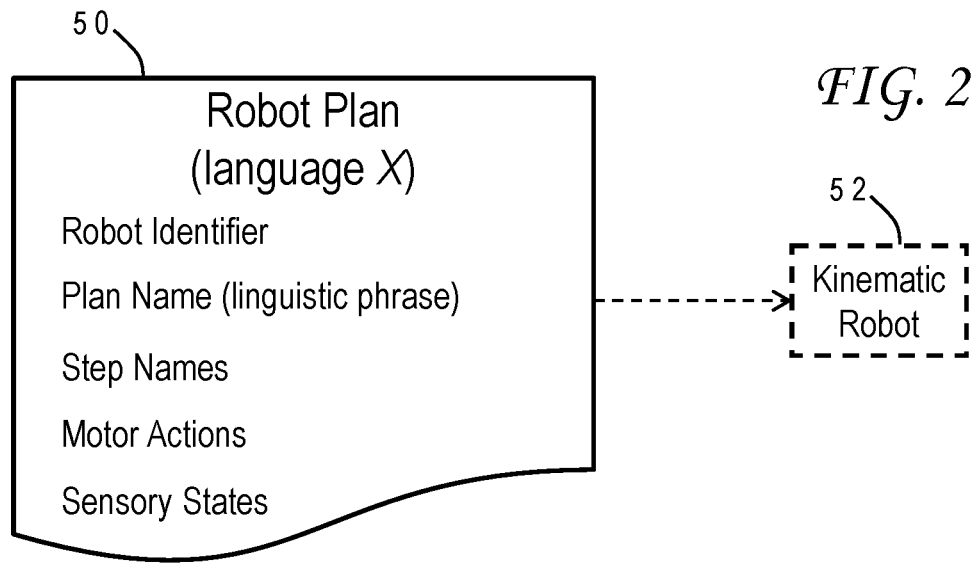 50
FIG. 2
Robot Plan
(language X)
52
Robot Identifier
Plan Name (linguistic phrase)
Kinematic
Robot
Step Names
Motor Actions
Sensory States